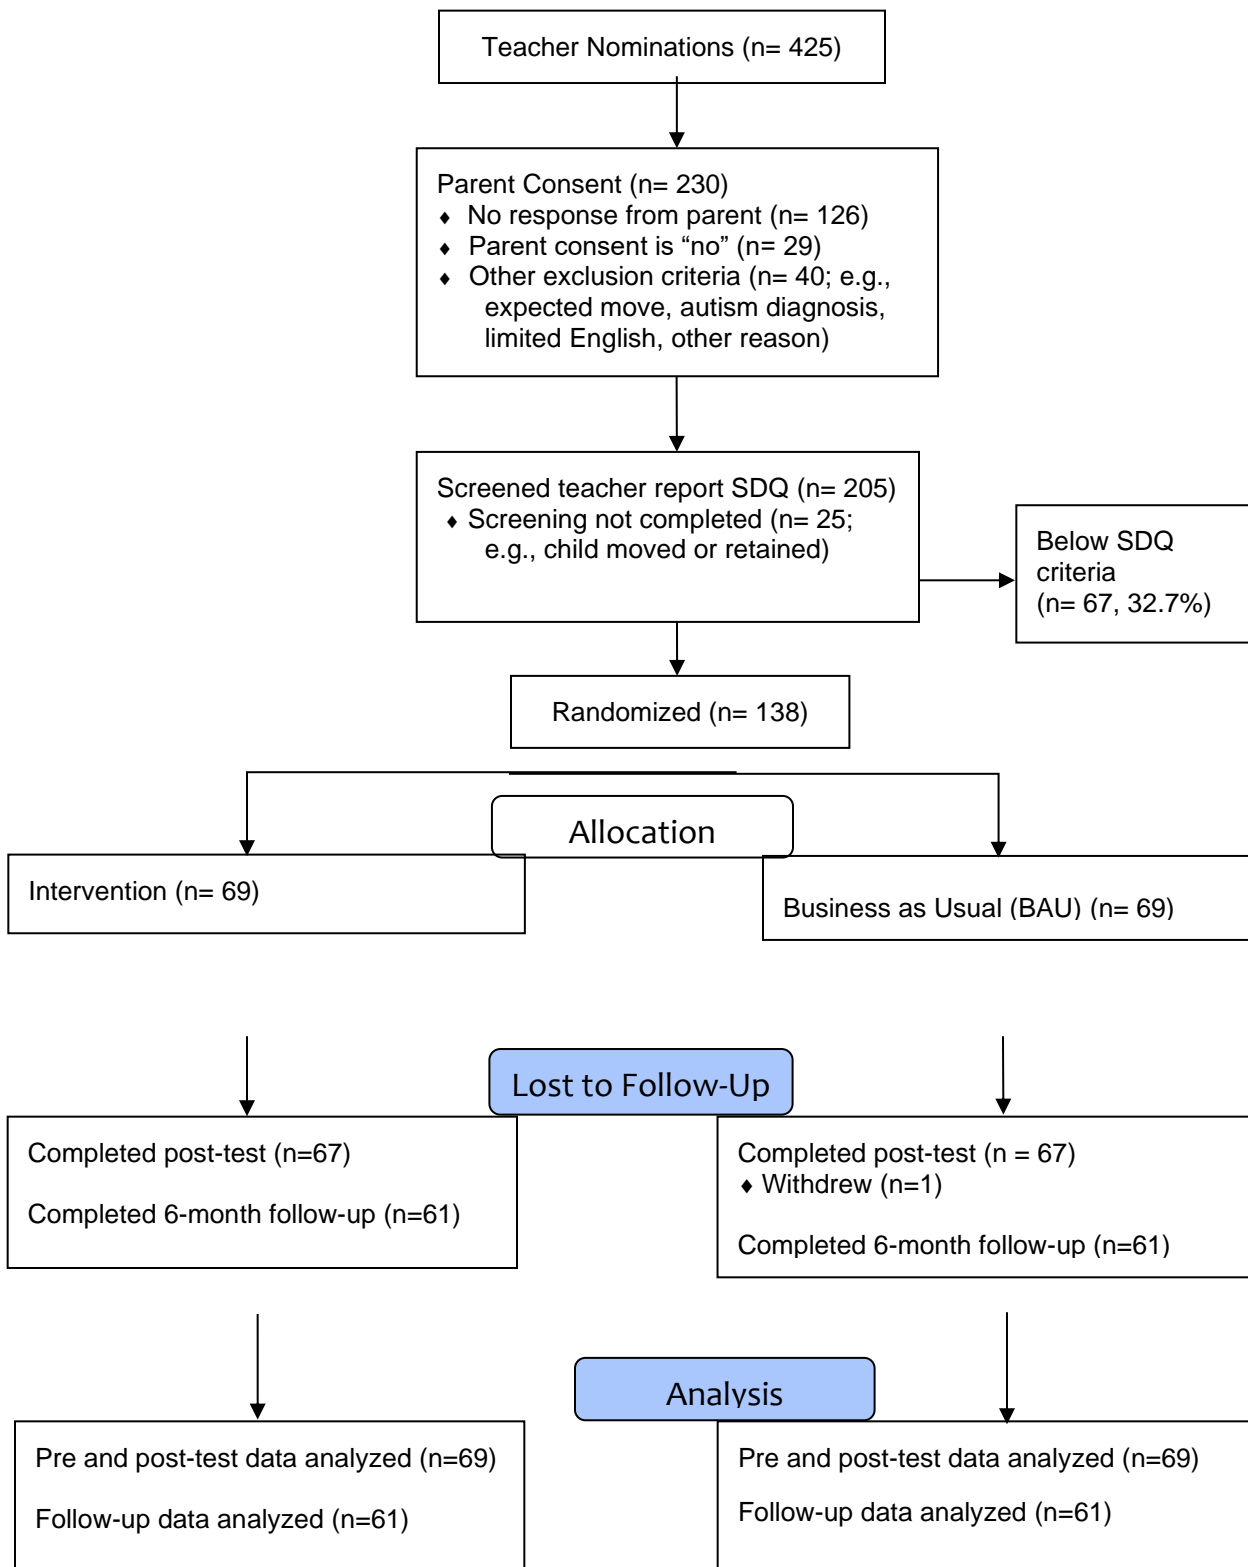 Teacher Nominations (n= 425)
Parent Consent (n= 230)
♦ No response from parent (n= 126)
♦ Parent consent is “no” (n= 29)
♦ Other exclusion criteria (n= 40; e.g.,
expected move, autism diagnosis,
limited English, other reason)
Screened teacher report SDQ (n= 205)
♦ Screening not completed (n= 25;
e.g., child moved or retained)
Below SDQ
criteria
(n= 67, 32.7%)
Randomized (n= 138)
Allocation
Intervention (n= 69)
Business as Usual (BAU) (n= 69)
Lost to Follow-Up
Completed post-test (n=67)
Completed 6-month follow-up (n=61)
Completed post-test (n = 67)
♦ Withdrew (n=1)
Completed 6-month follow-up (n=61)
Analysis
Pre and post-test data analyzed (n=69)
Follow-up data analyzed (n=61)
Pre and post-test data analyzed (n=69)
Follow-up data analyzed (n=61)